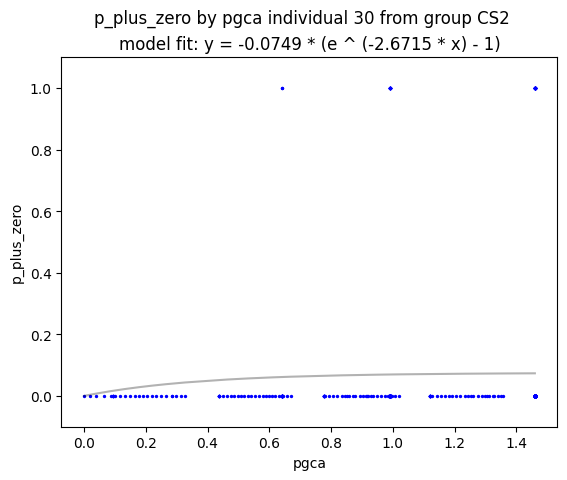 p_plus_zero by pgca individual 30 from group CS2
model fit: y = -0.0749 * (e ^ (-2.6715 * x) - 1)
1.0
0.8
0.6
0.4
0.2
0.0
p_plus_zero
0.0 0.2 0.4 0.6 0.8 1.0 1.2 1.4
pgca